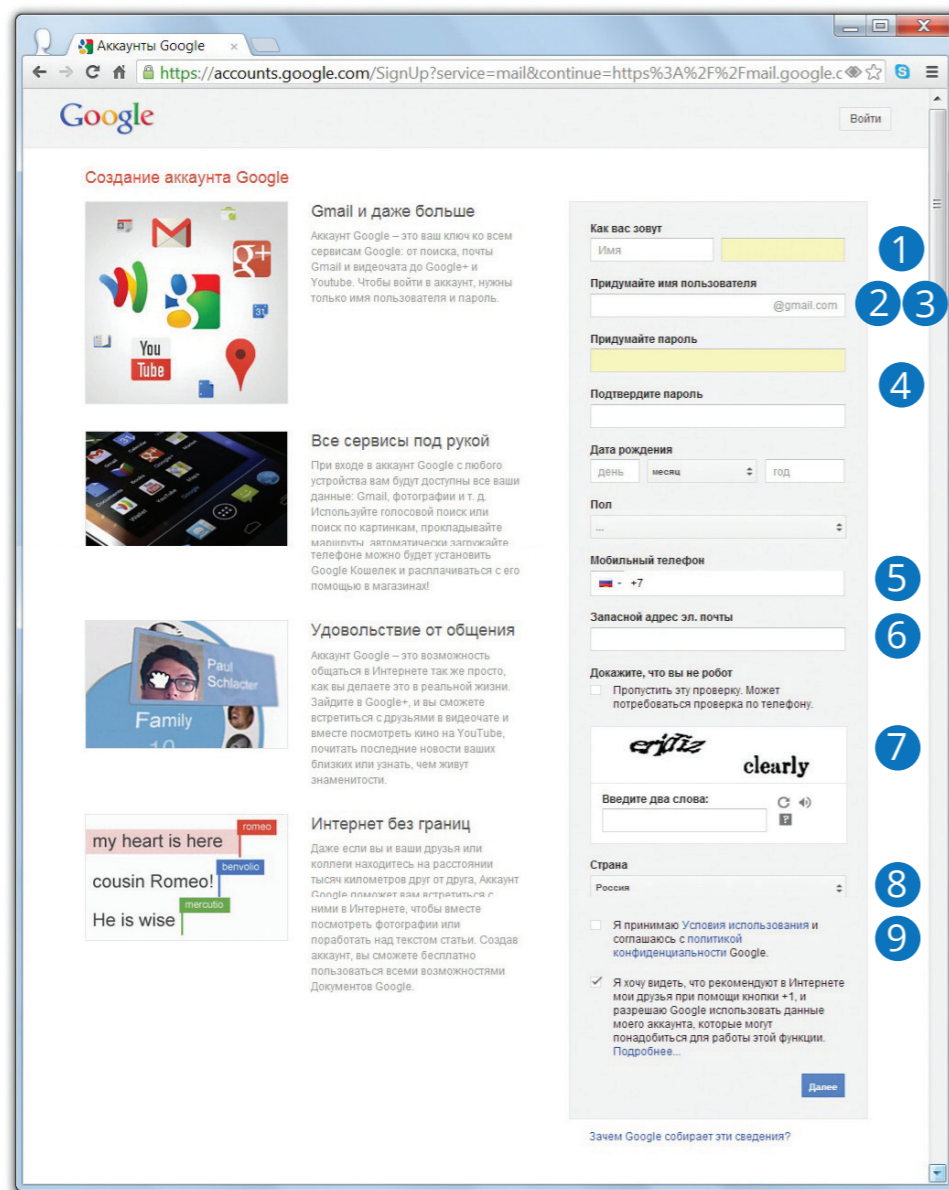 Аккаунты Google
https://accounts.google.com/SignUp?service=mail&continue=https%3A%2F%2Fmail.google.c
Google
Войти
Создание аккаунта Google
g+
31
You
Tube
Gmail и даже больше
Аккаунт Google – это ваш ключ ко всем
сервисам Google: от поиска, почты
Gmail и видеочата до Google+ и
Youtube. Чтобы войти в аккаунт, нужны
только имя пользователя и пароль.
Все сервисы под рукой
При входе в аккаунт Google с любого
устройства вам будут доступны все ваши
данные: Gmail, фотографии и т. д.
Используйте голосовой поиск или
поиск по картинкам, прокладывайте
маршруты, автоматически загружайте
телефоне можно будет установить
Google Кошелек и расплачиваться с его
помощью в магазинах!
Paul
Schlacter
Family
10
Удовольствие от общения
Аккаунт Google – это возможность
общаться в Интернете так же просто,
как вы делаете это в реальной жизни.
Зайдите в Google+, и вы сможете
встретиться с друзьями в видеочате и
вместе посмотреть кино на YouTube,
почитать последние новости ваших
близких или узнать, чем живут
знаменитости.
romeo
my heart is here
benvolio
cousin Romeo!
mercutio
He is wise
Интернет без границ
Даже если вы и ваши друзья или
коллеги находитесь на расстоянии
тысяч километров друг от друга, Аккаунт
Google поможет вам встретиться с
ними в Интернете, чтобы вместе
посмотреть фотографии или
поработать над текстом статьи. Создав
аккаунт, вы сможете бесплатно
пользоваться всеми возможностями
Документов Google.
Как вас зовут
Имя
1
Придумайте имя пользователя
@gmail.com
2 3
Придумайте пароль
4
Подтвердите пароль
Дата рождения
день месяц год
Пол
...
Мобильный телефон
- +7
5
Запасной адрес эл. почты
6
Докажите, что вы не робот
Пропустить эту проверку. Может
потребоваться проверка по телефону.
clearly
7
Введите два слова:
?
Страна
Россия
8
Я принимаю Условия использования и
соглашаюсь с политикой
конфиденциальности Google.
9
Я хочу видеть, что рекомендуют в Интернете
мои друзья при помощи кнопки +1, и
разрешаю Google использовать данные
моего аккаунта, которые могут
понадобиться для работы этой функции.
Подробнее...
Далее
Зачем Google собирает эти сведения?